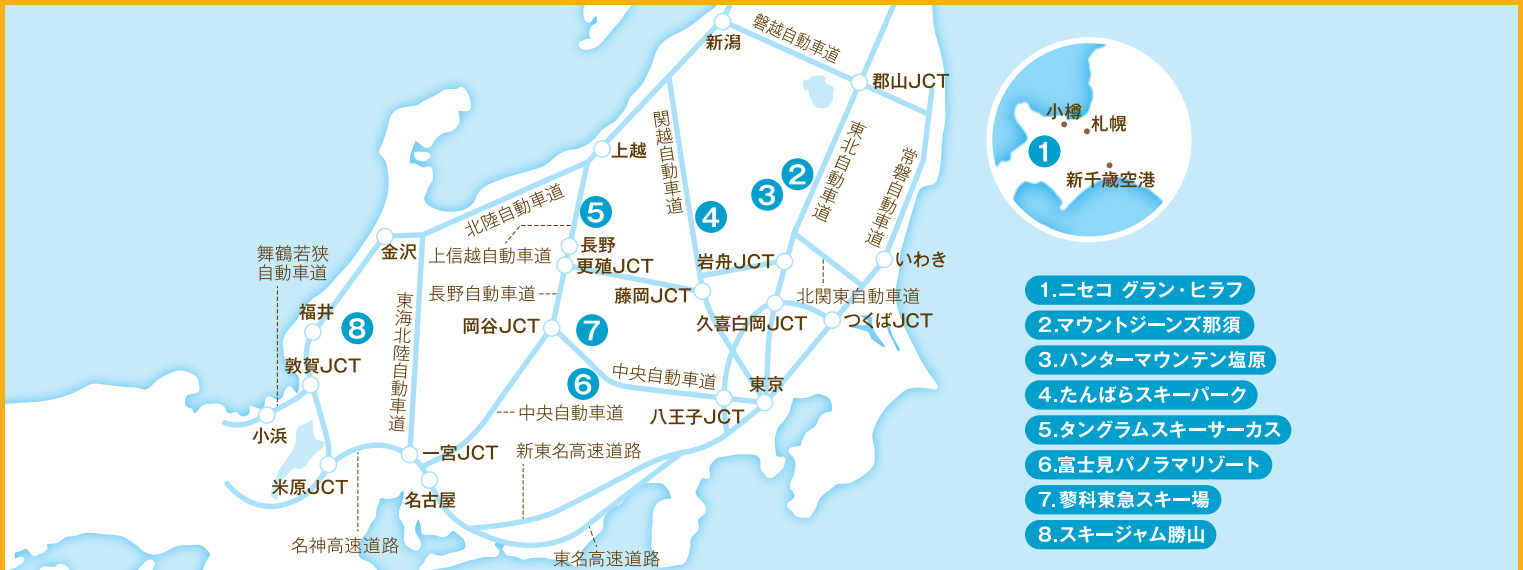 新潟
磐越自動車道
郡山JCT
関越自動車道
上越
東北自動車道
常磐自動車道
2
3
北陸自動車道
5
4
長野
上信越自動車道
金沢
舞鶴若狭
自動車道
更殖JCT
岩舟JCT
いわき
長野自動車道
藤岡JCT
北関東自動車道
東海北陸自動車道
福井
8
岡谷JCT
7
久喜白岡JCT
つくばJCT
敦賀JCT
6
中央自動車道
東京
中央自動車道
八王子JCT
小浜
一宮JCT
新東名高速道路
米原JCT
名古屋
名神高速道路
東名高速道路
小樽
札幌
1
新千歳空港
1.ニセコ グラン・ヒラフ
2.マウントジーンズ那須
3.ハンターマウンテン塩原
4.たんばらスキーパーク
5.タングラムスキーサーカス
6.富士見パノラマリゾート
7.蓼科東急スキー場
8.スキージャム勝山